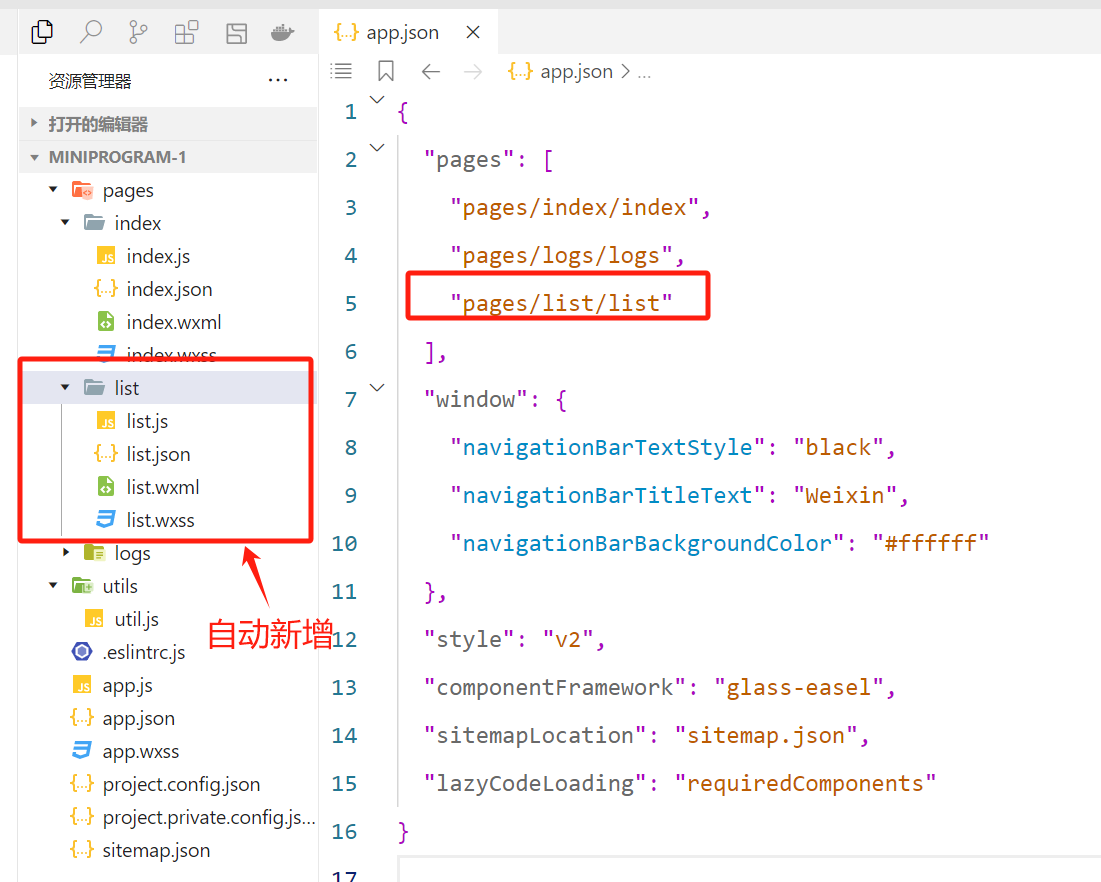 app.json
资源管理器
app.json > ...
打开的编辑器
MINIPROGRAM-1
pages
index
index.js
index.json
index.wxml
index.wxss
list
list.js
list.json
list.wxml
list.wxss
logs
utils
util.js
.eslintrc.js
app.js
app.json
app.wxss
project.config.json
project.private.config.js...
sitemap.json
自动新增
1 {
2 "pages": [
3 "pages/index/index",
4 "pages/logs/logs",
5 "pages/list/list"
6 ],
7 "window": {
8 "navigationBarTextStyle": "black",
9 "navigationBarTitleText": "Weixin",
10 "navigationBarBackgroundColor": "#ffffff"
11 },
12 "style": "v2",
13 "componentFramework": "glass-easel",
14 "sitemapLocation": "sitemap.json",
15 "lazyCodeLoading": "requiredComponents"
16 }
17